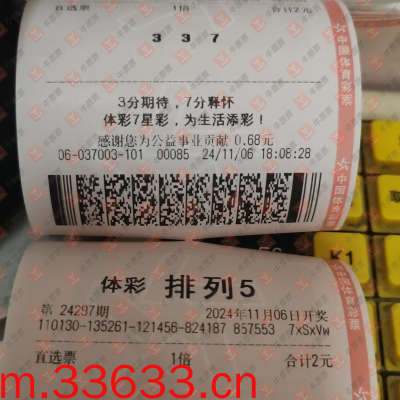 直选票 1倍 合计2元
3 3 7
3分期待，7分释怀
体彩7星彩，为生活添彩！
感谢您为公益事业贡献 0.68元
06-037003-101 00085 24/11/06 18:08:28
中国体育彩票
体彩 排列5
第 24297期 2024年11月06日开奖
110130-135261-121456-824187 857553 7xSxVw
直选票 1倍 合计2元
K1
m.33633.cn